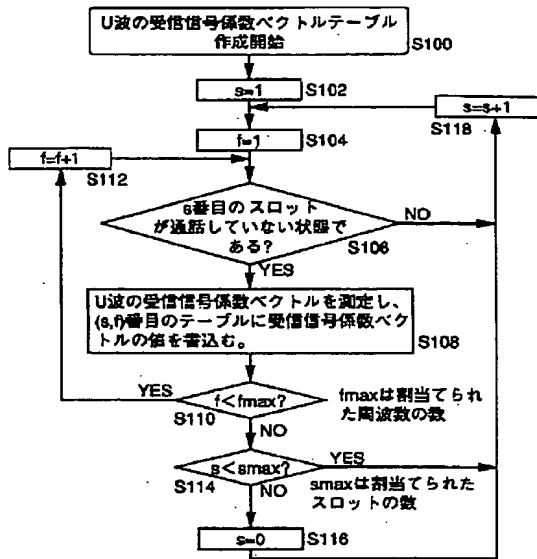 U波の受信信号係数ベクトルテーブル
作成開始
S100
s=1
S102
s=s+1
S118
f=1
S104
f=f+1
S112
s番目のスロット
が通話していない状態で
ある?
S106
NO
YES
U波の受信信号係数ベクトルを測定し、
(s,f)番目のテーブルに受信信号係数ベク
トルの値を書込む。
S108
YES
f<fmax?
S110
fmaxは割当てられ
た周波数の数
NO
s<smax?
YES
S114
NO
smaxは割当てられた
スロットの数
s=0
S116